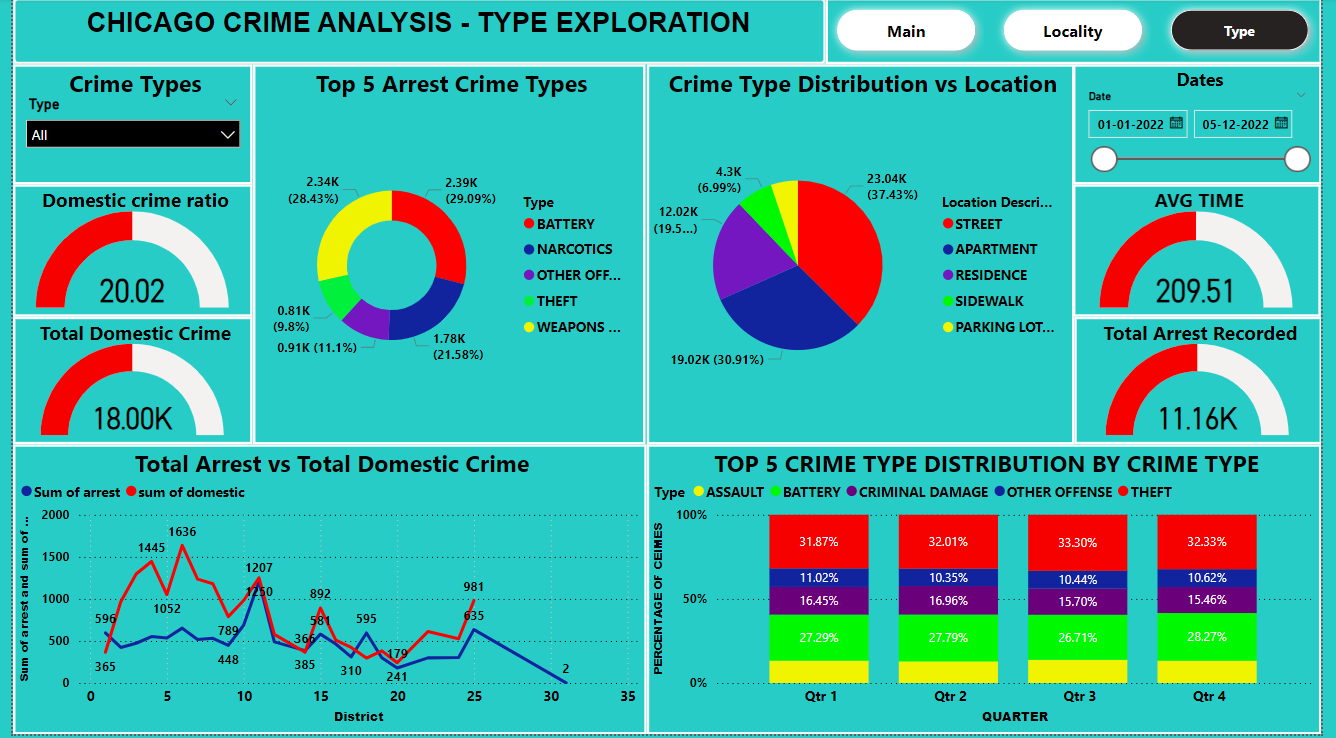 CHICAGO CRIME ANALYSIS - TYPE EXPLORATION
Main
Locality
Type
Crime Types
Type
All
Top 5 Arrest Crime Types
2.34K
(28.43%)
2.39K
(29.09%)
0.81K
(9.8%)
0.91K (11.1%)
1.78K
(21.58%)
Type
BATTERY
NARCOTICS
OTHER OFF...
THEFT
WEAPONS ...
Crime Type Distribution vs Location
4.3K
(6.99%)
23.04K
(37.43%)
12.02K
(19.5...)
19.02K (30.91%)
Location Descri...
STREET
APARTMENT
RESIDENCE
SIDEWALK
PARKING LOT...
Dates
Date
01-01-2022
05-12-2022
Domestic crime ratio
20.02
AVG TIME
209.51
Total Domestic Crime
18.00K
Total Arrest Recorded
11.16K
Total Arrest vs Total Domestic Crime
Sum of arrest
sum of domestic
Sum of arrest and sum of ...
2000
1500
1000
500
0
596
365
1445
1052
1636
789
448
1207
1250
366
385
892
581
310
595
179
241
981
635
2
0
5
10
15
20
25
30
35
District
TOP 5 CRIME TYPE DISTRIBUTION BY CRIME TYPE
Type
ASSAULT
BATTERY
CRIMINAL DAMAGE
OTHER OFFENSE
THEFT
PERCENTAGE OF CEIMES
100%
50%
0%
31.87%
32.01%
33.30%
32.33%
11.02%
10.35%
10.44%
10.62%
16.45%
16.96%
15.70%
15.46%
27.29%
27.79%
26.71%
28.27%
Qtr 1
Qtr 2
Qtr 3
Qtr 4
QUARTER